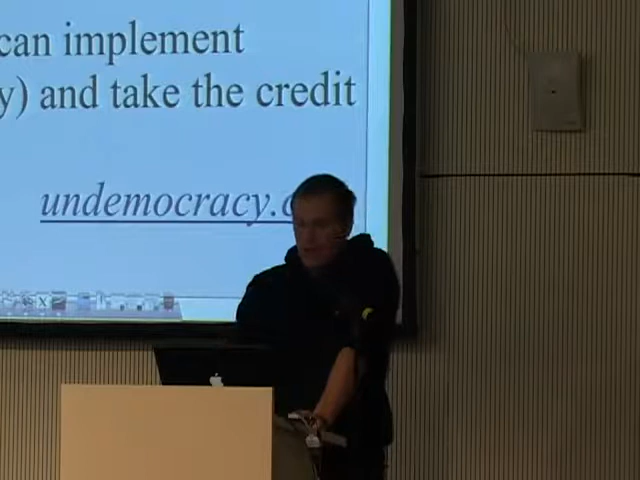 can implement
y) and take the credit
undemocracy.c